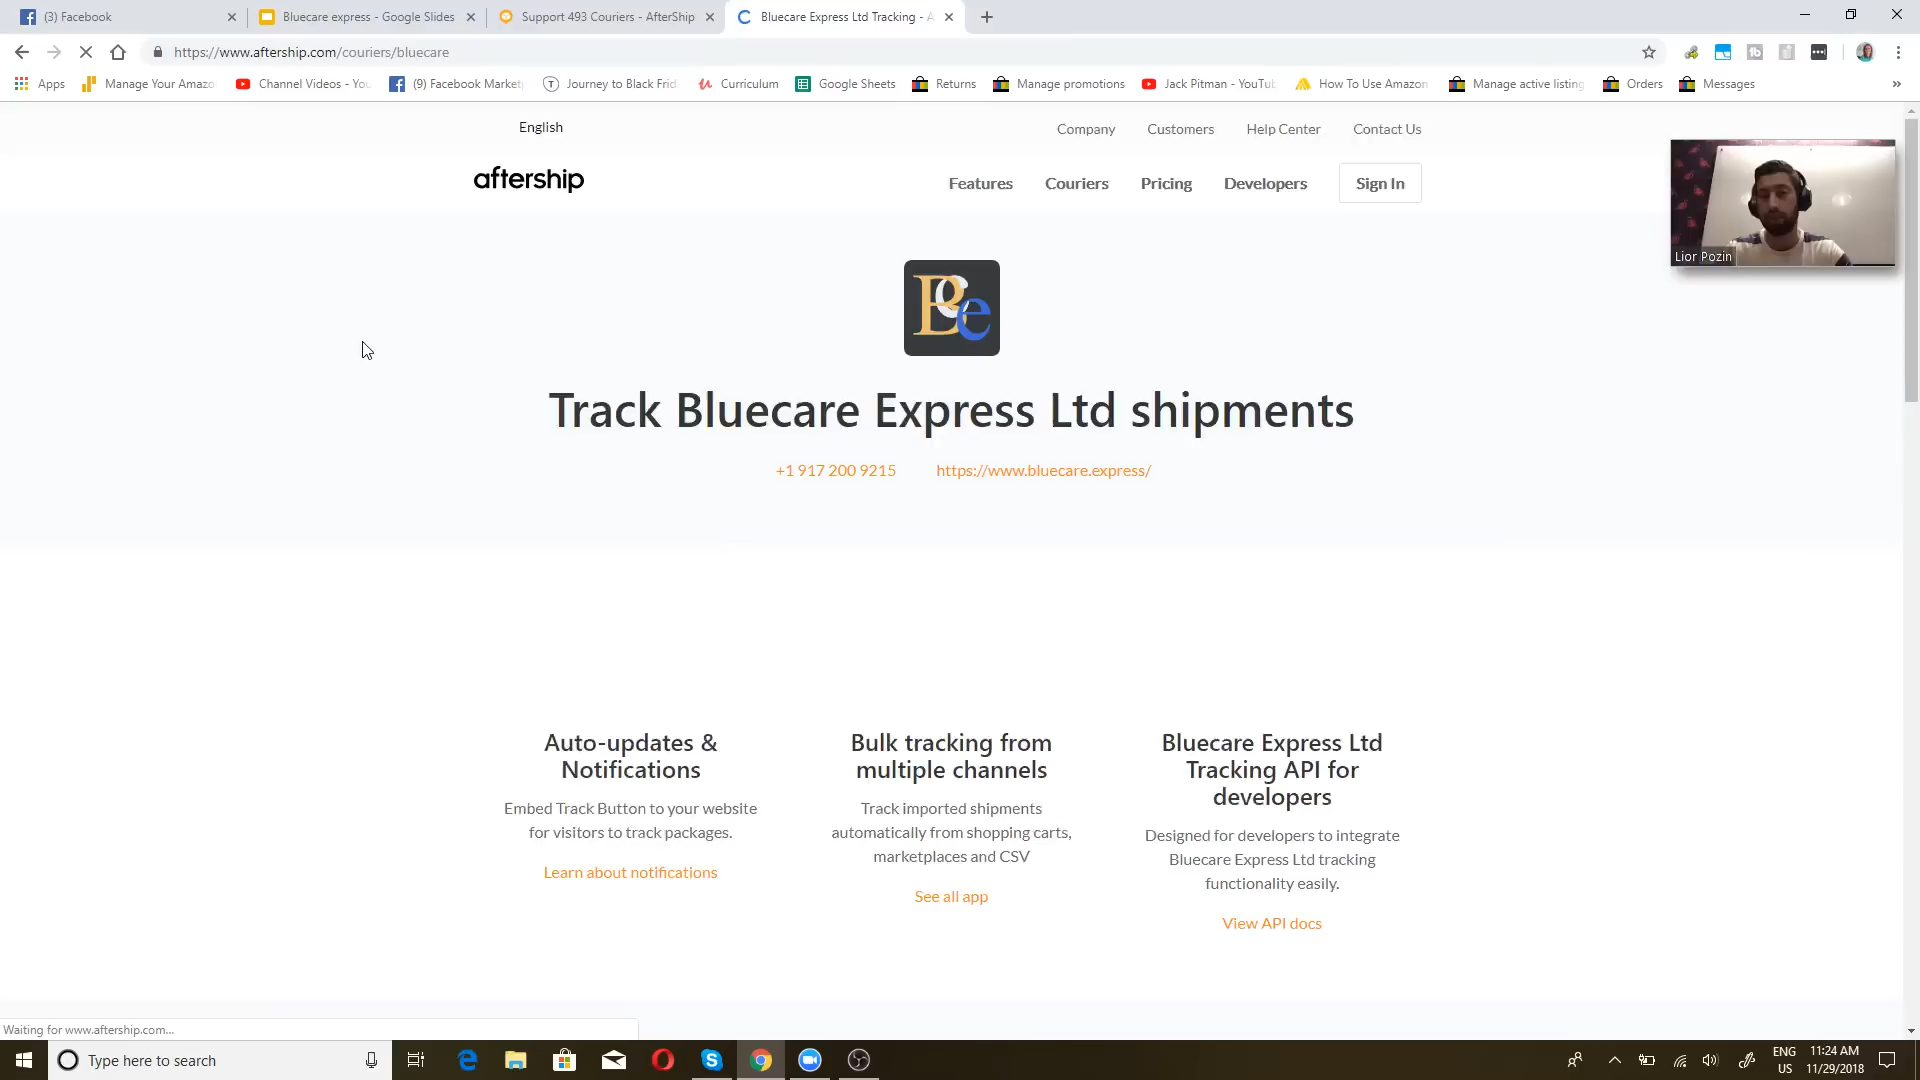 (3) Facebook
Bluecare express - Google Slides
Support 493 Couriers - AfterShip
Bluecare Express Ltd Tracking - A
https://www.aftership.com/couriers/bluecare
Apps
Manage Your Amazo
Channel Videos - You
(9) Facebook Market
Journey to Black Frid
Curriculum
Google Sheets
Returns
Manage promotions
Jack Pitman - YouTub
How To Use Amazon
Manage active listing
Orders
Messages
English
Company
Customers
Help Center
Contact Us
aftership
Features
Couriers
Pricing
Developers
Sign In
Lior Pozin
Bce
Track Bluecare Express Ltd shipments
+1 917 200 9215
https://www.bluecare.express/
Auto-updates &
Notifications
Embed Track Button to your website
for visitors to track packages.
Learn about notifications
Bulk tracking from
multiple channels
Track imported shipments
automatically from shopping carts,
marketplaces and CSV
See all app
Bluecare Express Ltd
Tracking API for
developers
Designed for developers to integrate
Bluecare Express Ltd tracking
functionality easily.
View API docs
Waiting for www.aftership.com...
Type here to search
ENG
US
11:24 AM
11/29/2018